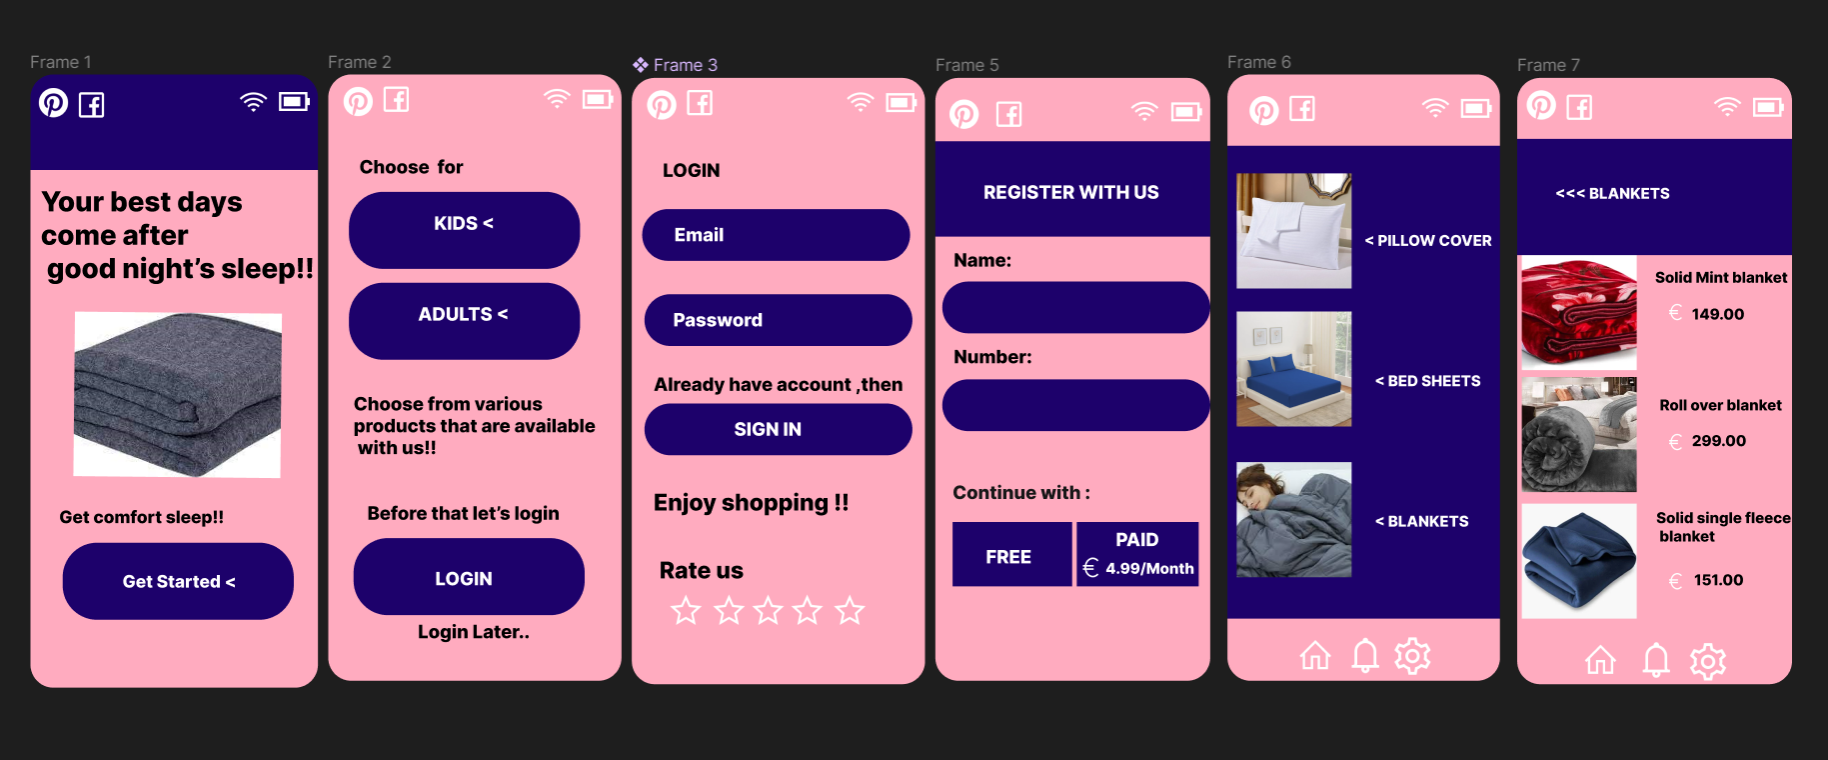 Frame 1
Your best days
come after
good night's sleep!!
Get comfort sleep!!
Get Started <
Frame 2
Choose for
KIDS <
ADULTS <
Choose from various
products that are available
with us!!
Before that let's login
LOGIN
Login Later..
Frame 3
LOGIN
Email
Password
Already have account ,then
SIGN IN
Enjoy shopping !!
Rate us
Frame 5
REGISTER WITH US
Name:
Number:
Continue with :
FREE
PAID
€ 4.99/Month
Frame 6
< PILLOW COVER
< BED SHEETS
< BLANKETS
Frame 7
<<< BLANKETS
Solid Mint blanket
€ 149.00
Roll over blanket
€ 299.00
Solid single fleece
blanket
€ 151.00